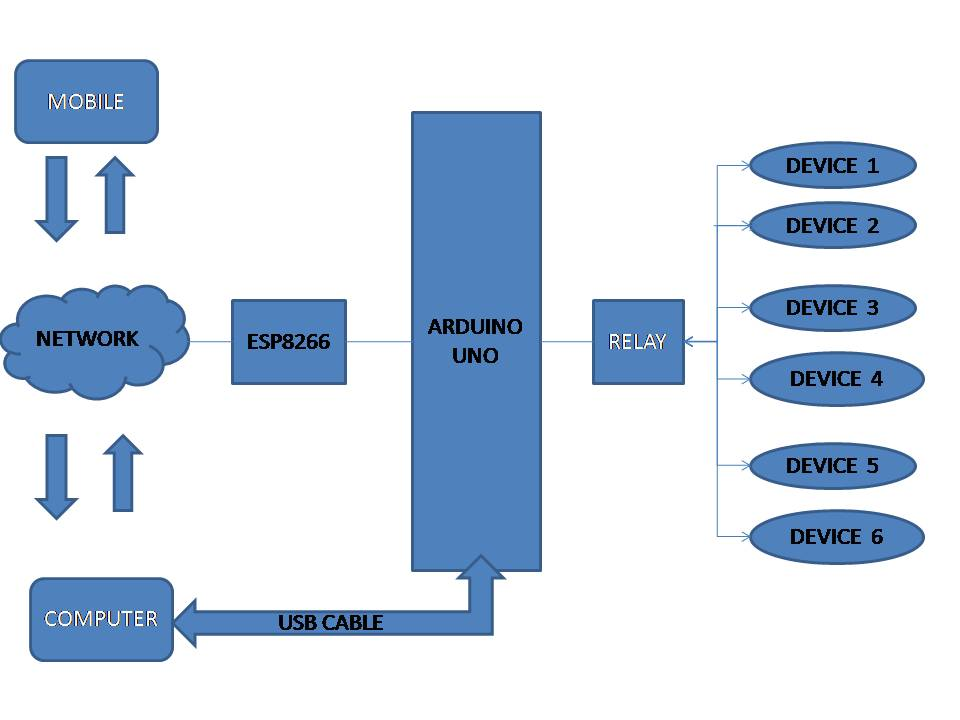 MOBILE
NETWORK
ESP8266
ARDUINO
UNO
RELAY
DEVICE 1
DEVICE 2
DEVICE 3
DEVICE 4
DEVICE 5
DEVICE 6
COMPUTER
USB CABLE